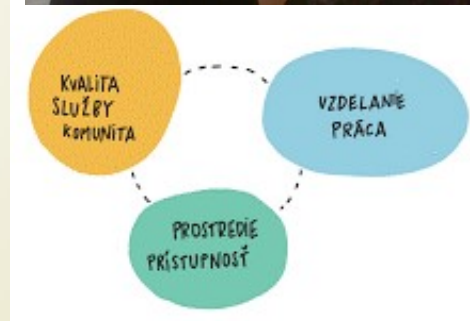 KVALITA
SLUŽBY
KOMUNITA
VZDELANIE
PRÁCA
PROSTREDIE
PRÍSTUPNOSŤ